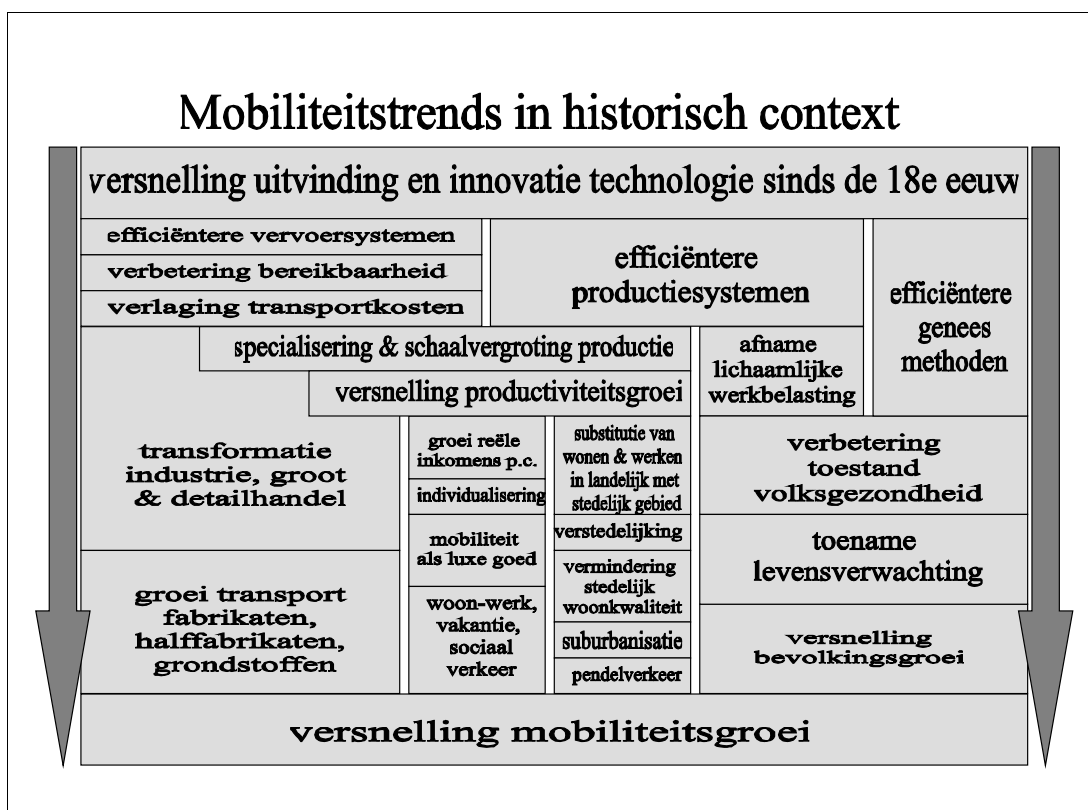 Mobiliteitstrends in historisch context
versnelling uitvinding en innovatie technologie sinds de 18e eeuw
efficiëntere vervoersystemen
verbetering bereikbaarheid
verlaging transportkosten
efficiëntere
productiesystemen
efficiëntere
genees
methoden
specialisering & schaalvergroting productie
versnelling productiviteitsgroei
afname
lichaamlijke
werkbelasting
transformatie
industrie, groot
& detailhandel
groei transport
fabrikaten,
halffabrikaten,
grondstoffen
groei reële
inkomens p.c.
individualisering
mobiliteit
als luxe goed
woon-werk,
vakantie,
sociaal
verkeer
substitutie van
wonen & werken
in landelijk met
stedelijk gebied
verstedelijking
vermindering
stedelijk
woonkwaliteit
suburbanisatie
pendelverkeer
verbetering
toestand
volksgezondheid
toename
levensverwachting
versnelling
bevolkingsgroei
versnelling mobiliteitsgroei